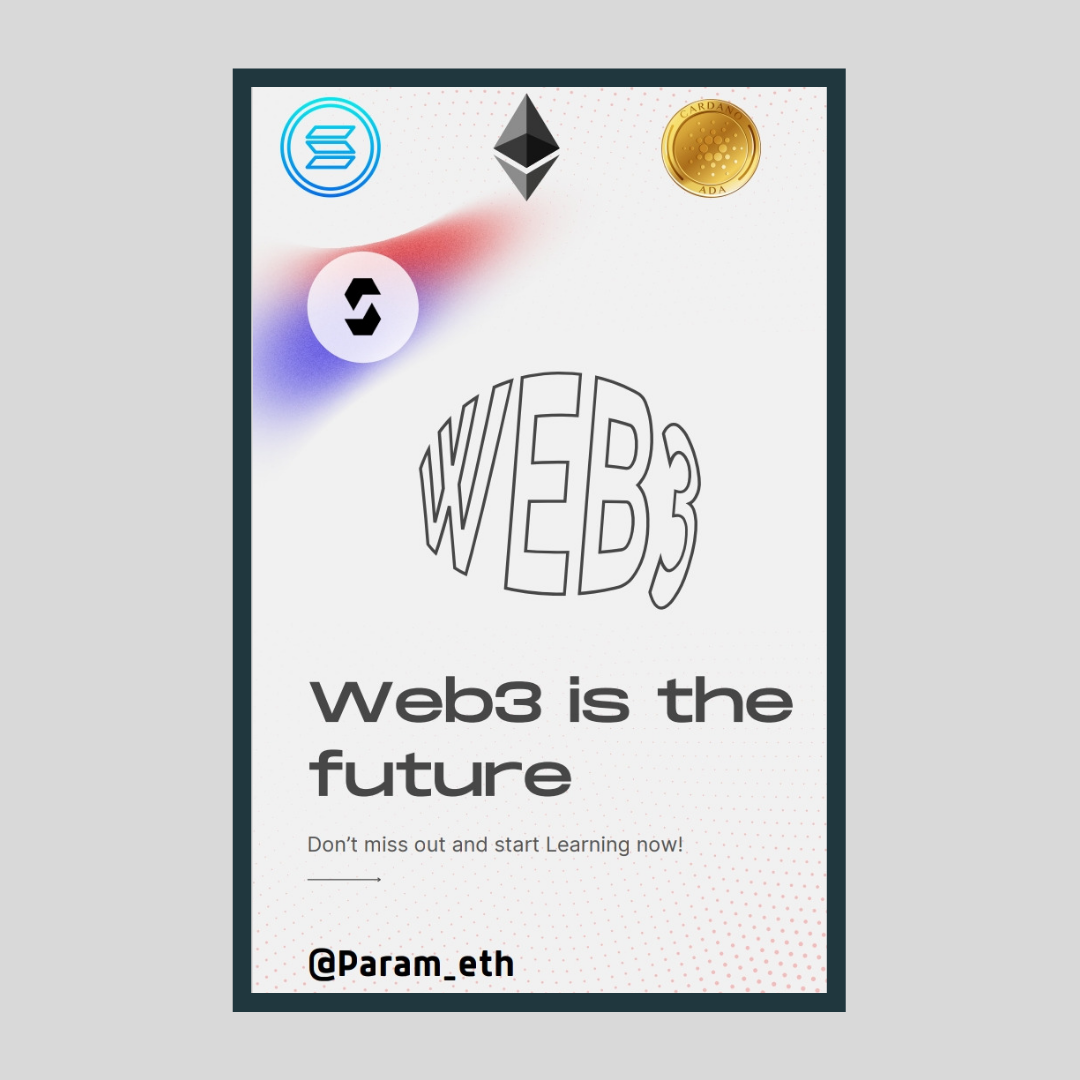 CARDANO
ADA
WEB3
Web3 is the
future
Don’t miss out and start Learning now!
@Param_eth